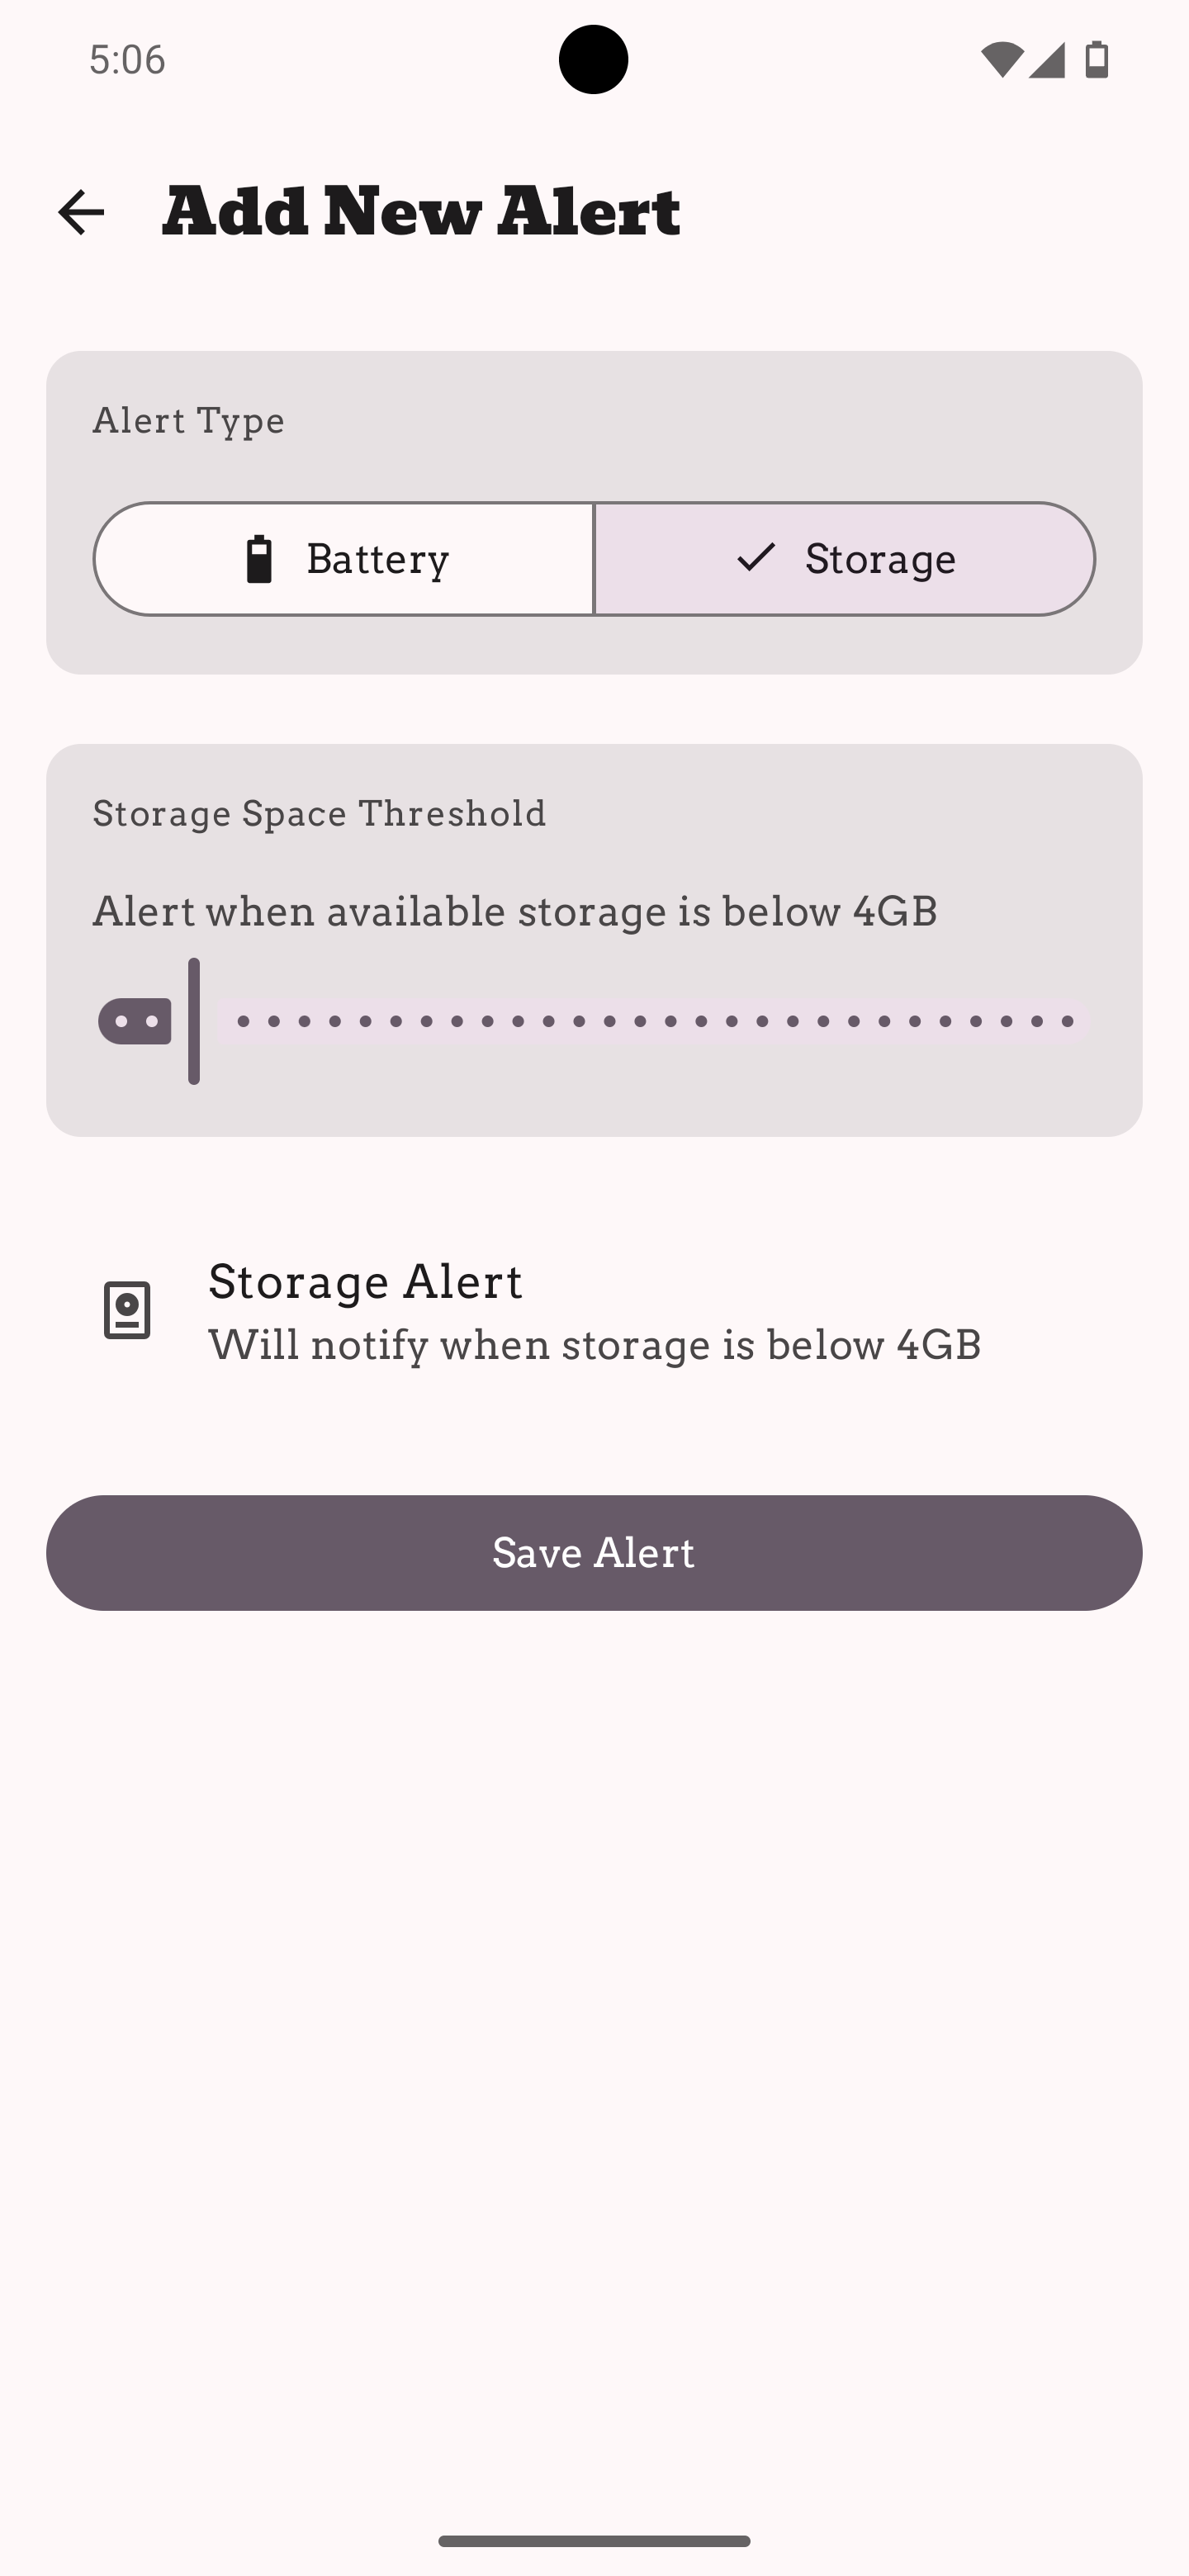 5:06
Add New Alert
Alert Type
Battery
Storage
Storage Space Threshold
Alert when available storage is below 4GB
Storage Alert
Will notify when storage is below 4GB
Save Alert